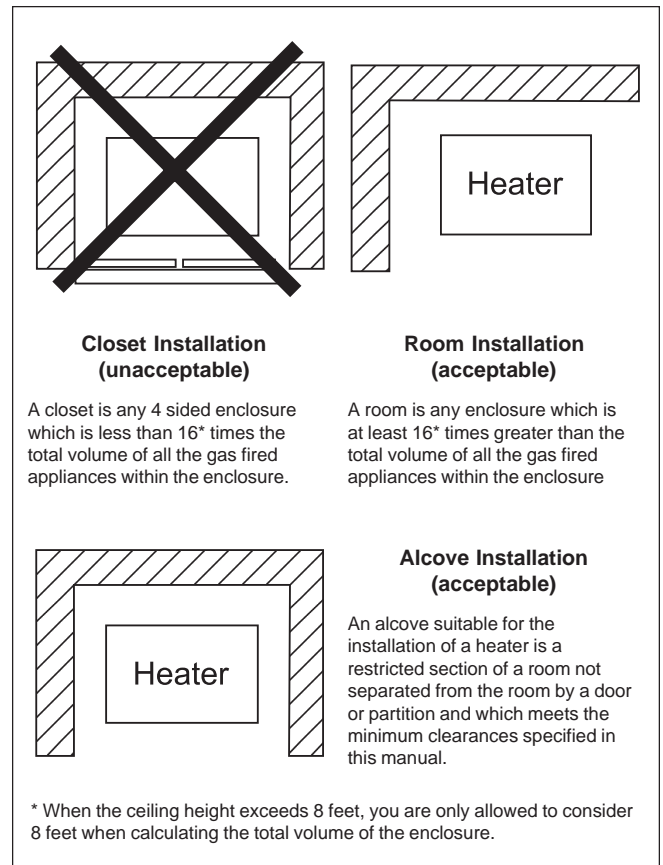 Heater
Closet Installation
(unacceptable)
A closet is any 4 sided enclosure
which is less than 16* times the
total volume of all the gas fired
appliances within the enclosure.
Room Installation
(acceptable)
A room is any enclosure which is
at least 16* times greater than the
total volume of all the gas fired
appliances within the enclosure
Heater
Alcove Installation
(acceptable)
An alcove suitable for the
installation of a heater is a
restricted section of a room not
separated from the room by a door
or partition and which meets the
minimum clearances specified in
this manual.
* When the ceiling height exceeds 8 feet, you are only allowed to consider
8 feet when calculating the total volume of the enclosure.